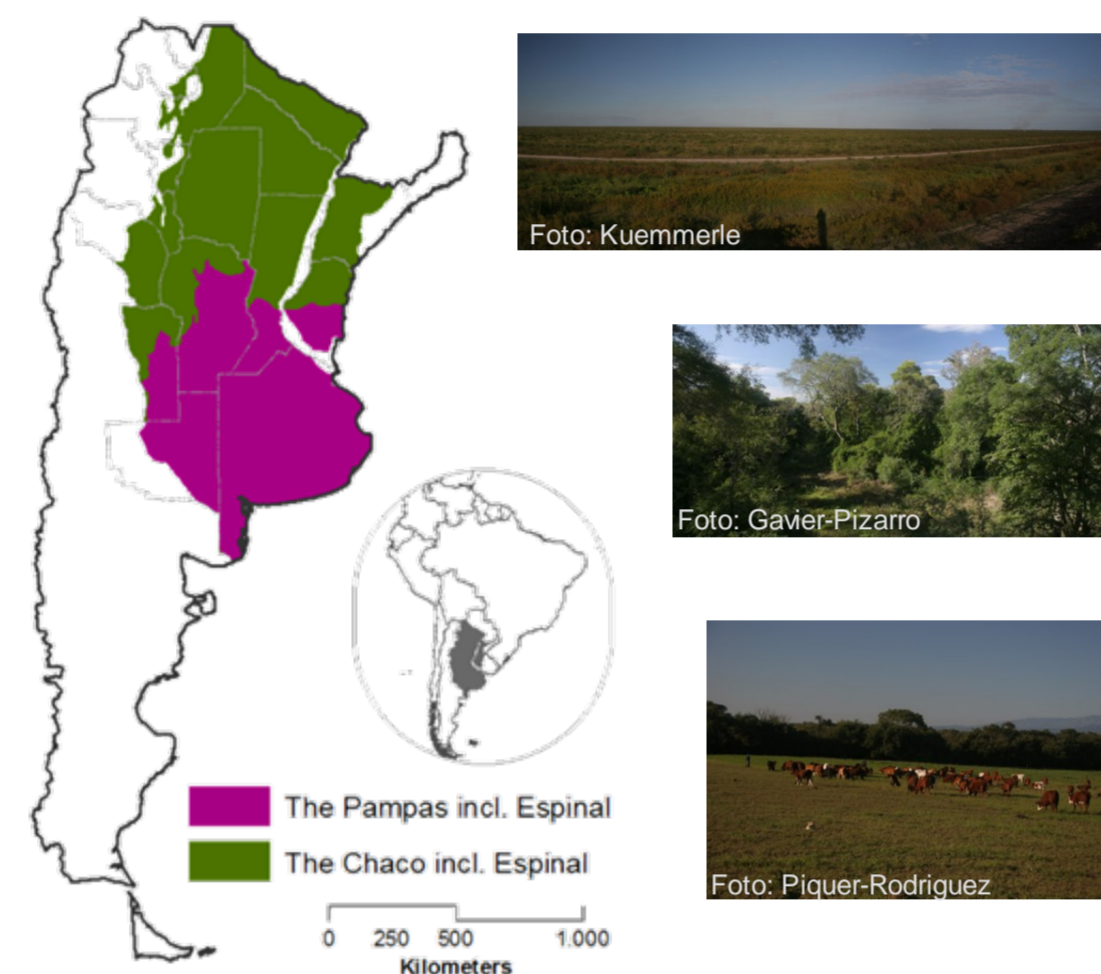 Foto: Kuemmerle
Foto: Gavier-Pizarro
Foto: Piquer-Rodriguez
The Pampas incl. Espinal
The Chaco incl. Espinal
0 250 500 1.000
Kilometers